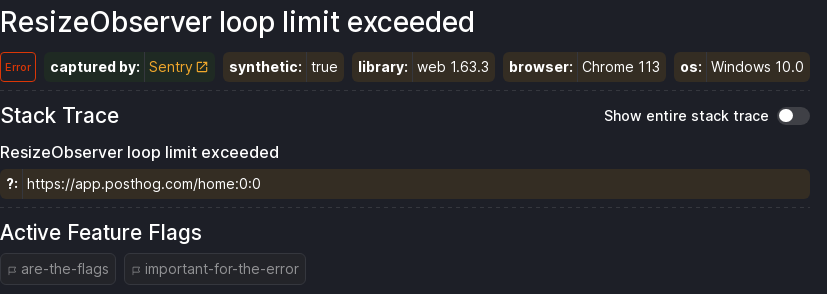 ResizeObserver loop limit exceeded
Error captured by: Sentry synthetic: true library: web 1.63.3 browser: Chrome 113 os: Windows 10.0
Stack Trace Show entire stack trace
ResizeObserver loop limit exceeded
?: https://app.posthog.com/home:0:0
Active Feature Flags
are-the-flags important-for-the-error